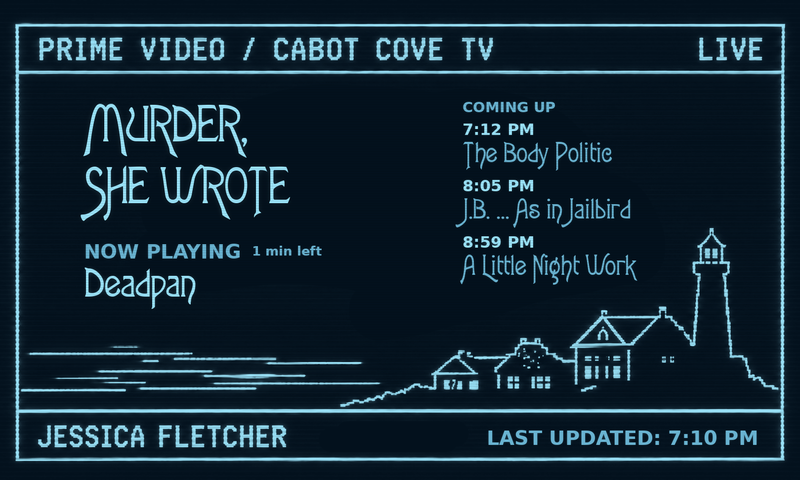 PRIME VIDEO / CABOT COVE TV
LIVE
MURDER,
SHE WROTE
NOW PLAYING 1 min left
Deadpan
COMING UP
7:12 PM
The Body Politic
8:05 PM
J.B. ... As in Jailbird
8:59 PM
A Little Night Work
JESSICA FLETCHER
LAST UPDATED: 7:10 PM